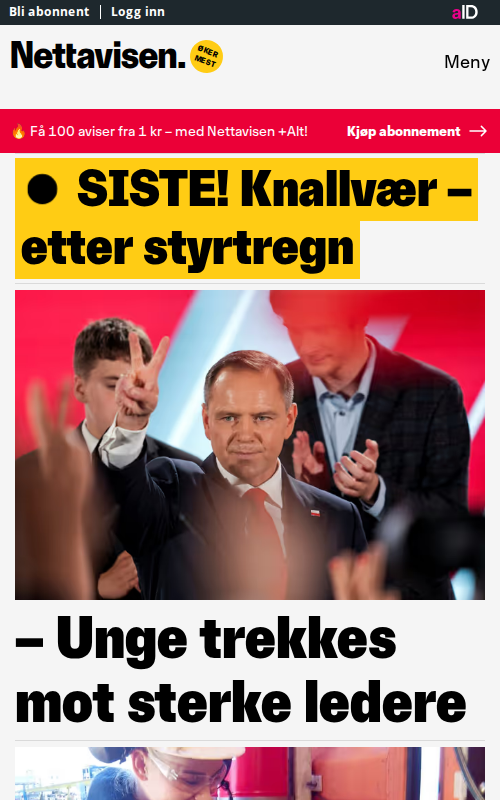 Bli abonnent | Logg inn
aID
Nettavisen.
ØKER
MEST
Meny
🔥 Få 100 aviser fra 1 kr – med Nettavisen +Alt!
Kjøp abonnement →
● SISTE! Knallvær –
etter styrtregn
– Unge trekkes
mot sterke ledere